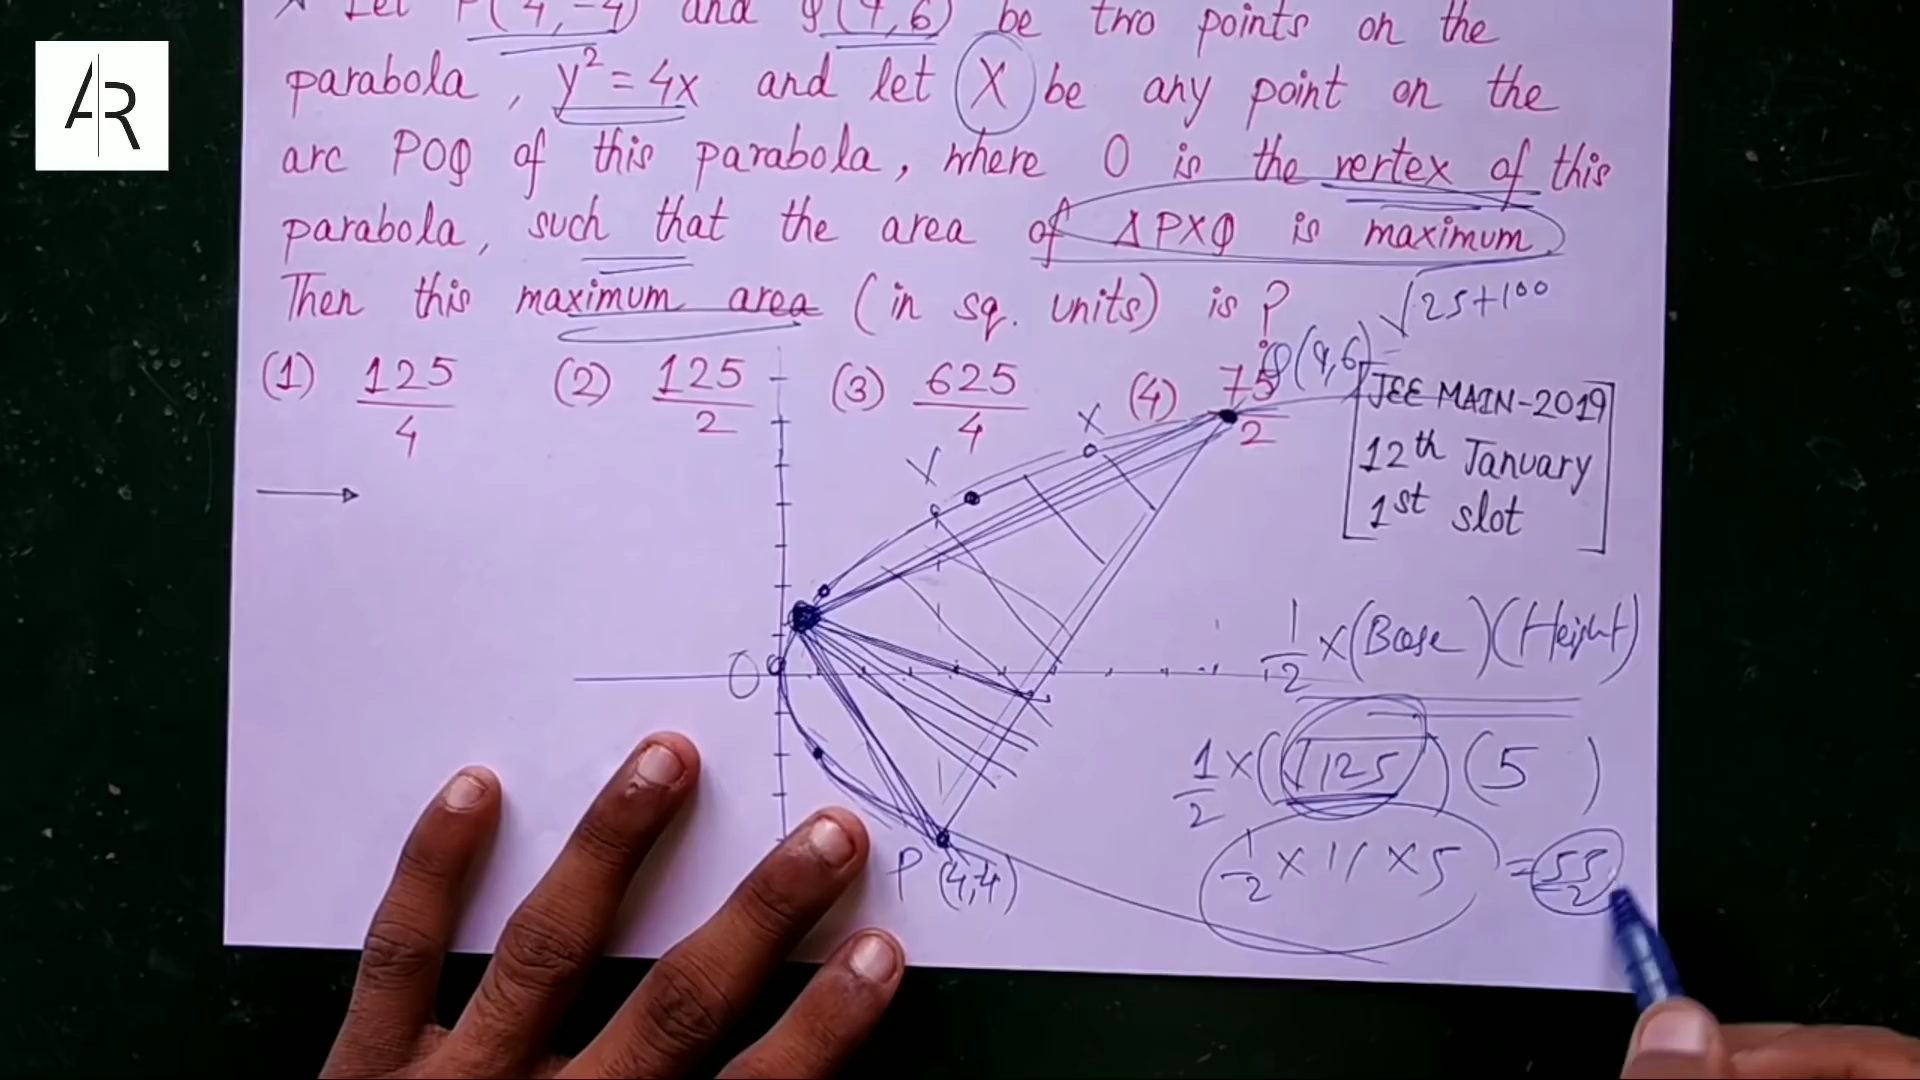 AR
Let P(4,-4) and Q(9,6) be two points on the
parabola, y² = 4x and let X be any point on the
arc POQ of this parabola, where O is the vertex of this
parabola, such that the area of ΔPXQ is maximum.
Then this maximum area (in sq. units) is ?
√25+100
(1) 125/4 (2) 125/2 (3) 625/4 (4) 75/2
Q(9,6)
[JEE MAIN-2019
12th January
1st slot]
X
X
O
1/2 × (Base)(Height)
1/2 × (√125) (5 )
1/2 × 11 × 5 = 55/2
P (4,-4)